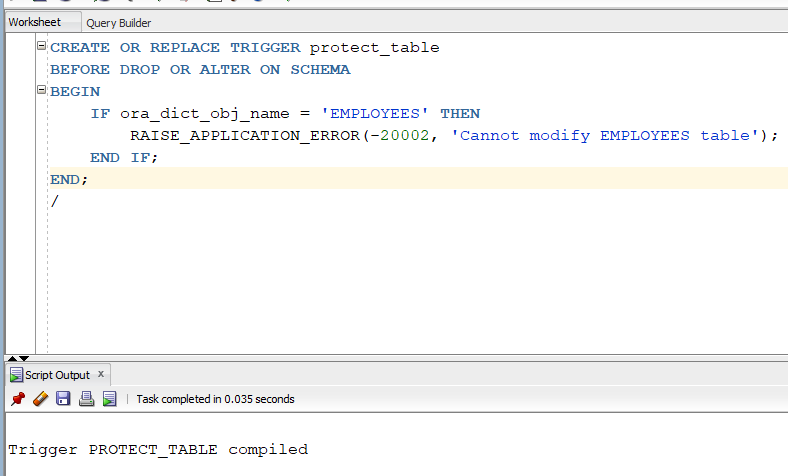 Worksheet Query Builder
CREATE OR REPLACE TRIGGER protect_table
BEFORE DROP OR ALTER ON SCHEMA
BEGIN
    IF ora_dict_obj_name = 'EMPLOYEES' THEN
        RAISE_APPLICATION_ERROR(-20002, 'Cannot modify EMPLOYEES table');
    END IF;
END;
/
Script Output x
Task completed in 0.035 seconds
Trigger PROTECT_TABLE compiled